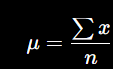 μ = ∑ x / n